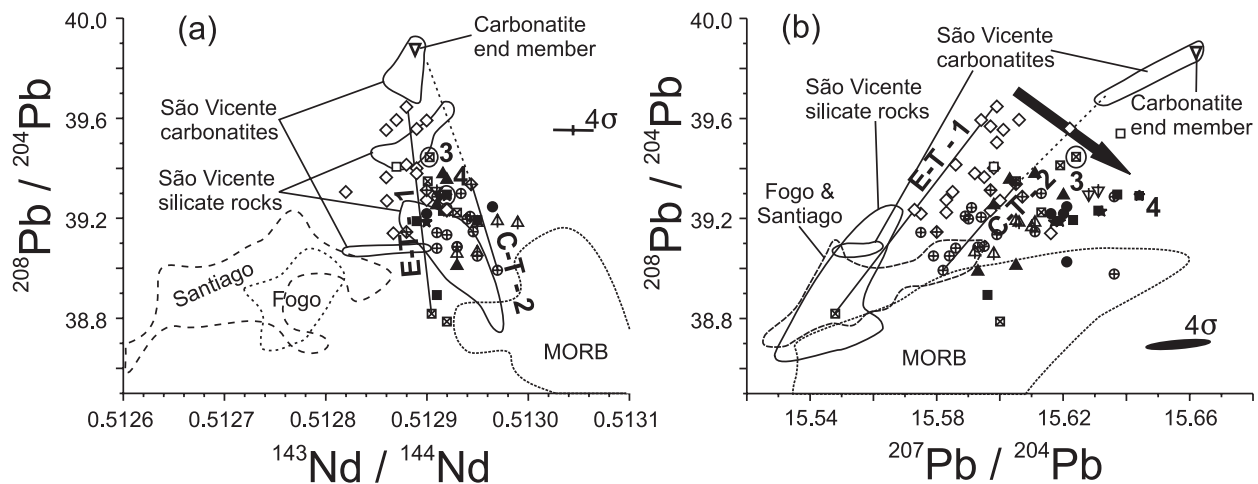 (a)
Carbonatite
end member
São Vicente
carbonatites
São Vicente
silicate rocks
4σ
3
4
E-T-1
C-T-2
Santiago
Fogo
MORB
40.0
39.6
39.2
38.8
208Pb / 204Pb
0.5126
0.5127
0.5128
0.5129
0.5130
0.5131
143Nd / 144Nd
(b)
São Vicente
carbonatites
São Vicente
silicate rocks
Carbonatite
end member
E-T-1
C-T-2
3
4
Fogo &
Santiago
MORB
4σ
40.0
39.6
39.2
38.8
208Pb / 204Pb
15.54
15.58
15.62
15.66
207Pb / 204Pb